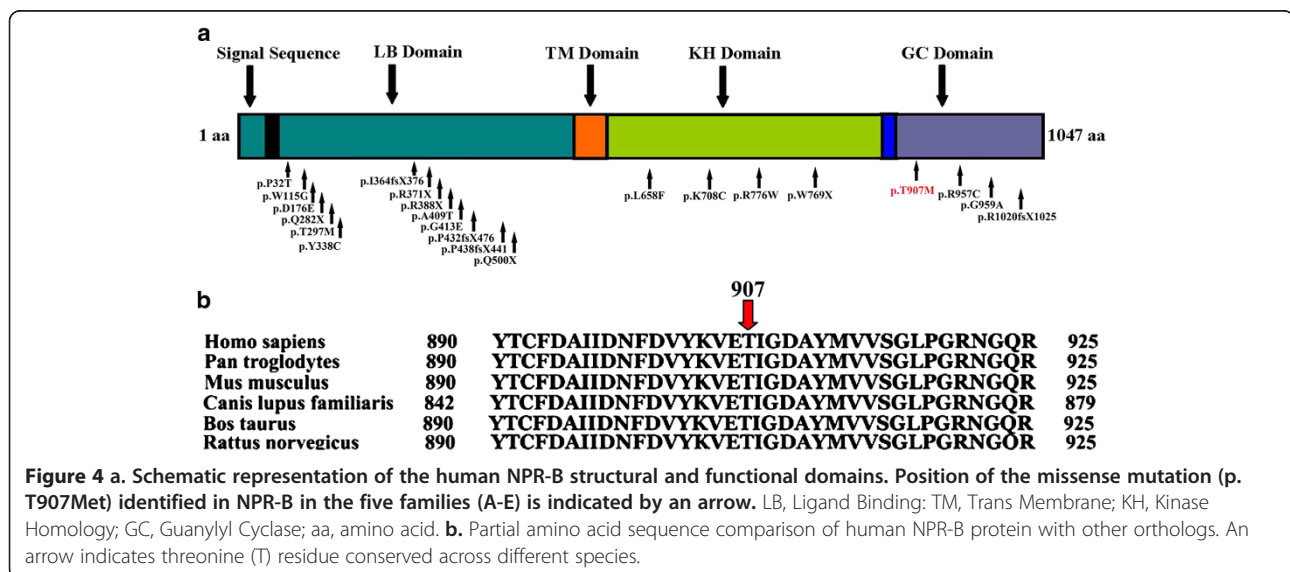 a
Signal Sequence LB Domain TM Domain KH Domain GC Domain
1 aa 1047 aa
p.P32T
p.W115G
p.D176E
p.Q282X
p.T297M
p.Y338C
p.I364fsX376
p.R371X
p.R388X
p.A409T
p.G413E
p.P432fsX476
p.P438fsX441
p.Q500X
p.L658F
p.K708C
p.R776W
p.W769X
p.T907M
p.R957C
p.G959A
p.R1020fsX1025
b
907
Homo sapiens 890 YTCFDAIIDNFDVYKVETIGDAYMVVSGLPGRNGQR 925
Pan troglodytes 890 YTCFDAIIDNFDVYKVETIGDAYMVVSGLPGRNGQR 925
Mus musculus 890 YTCFDAIIDNFDVYKVETIGDAYMVVSGLPGRNGQR 925
Canis lupus familiaris 842 YTCFDAIIDNFDVYKVETIGDAYMVVSGLPGRNGQR 879
Bos taurus 890 YTCFDAIIDNFDVYKVETIGDAYMVVSGLPGRNGQR 925
Rattus norvegicus 890 YTCFDAIIDNFDVYKVETIGDAYMVVSGLPGRNGQR 925
Figure 4 a. Schematic representation of the human NPR-B structural and functional domains. Position of the missense mutation (p.
T907Met) identified in NPR-B in the five families (A-E) is indicated by an arrow. LB, Ligand Binding: TM, Trans Membrane; KH, Kinase
Homology; GC, Guanylyl Cyclase; aa, amino acid. b. Partial amino acid sequence comparison of human NPR-B protein with other orthologs. An
arrow indicates threonine (T) residue conserved across different species.